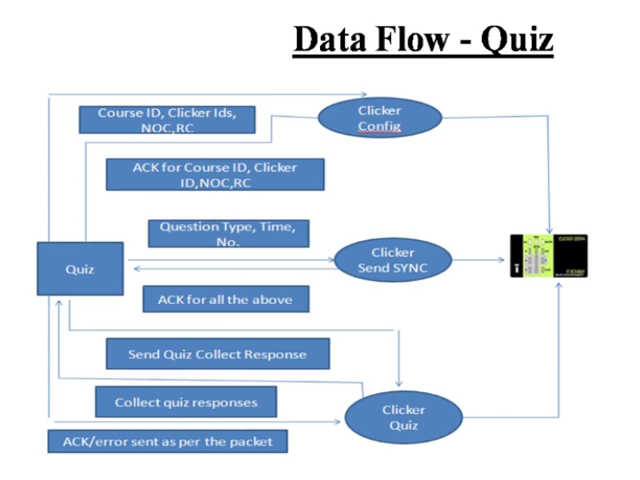 Data Flow - Quiz
Course ID, Clicker Ids,
NOC,RC
Clicker
Config
ACK for Course ID, Clicker
ID,NOC,RC
Question Type, Time,
No.
Quiz
Clicker
Send SYNC
ACK for all the above
Send Quiz Collect Response
Collect quiz responses
Clicker
Quiz
ACK/error sent as per the packet